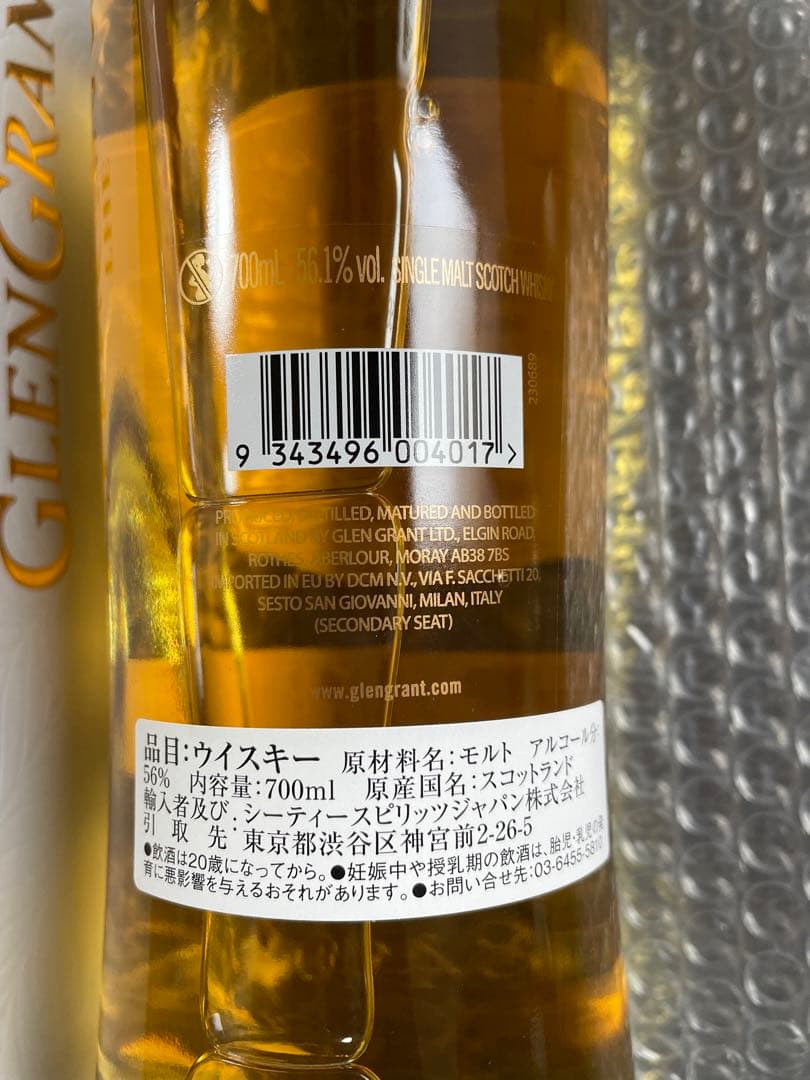 GLENGRAN
THE
700mL 56.1% vol. SINGLE MALT SCOTCH WHISKY
230689
9 343496 004017 >
PRODUCED, DISTILLED, MATURED AND BOTTLED
IN SCOTLAND BY GLEN GRANT LTD., ELGIN ROAD,
ROTHES, ABERLOUR, MORAY AB38 7BS
IMPORTED IN EU BY DCM N.V., VIA F. SACCHETTI 20,
SESTO SAN GIOVANNI, MILAN, ITALY
(SECONDARY SEAT)
www.glengrant.com
品目:ウイスキー 原材料名:モルト アルコール分:
56% 内容量:700ml 原産国名:スコットランド
輸入者及び
引取先:シーティースピリッツジャパン株式会社
東京都渋谷区神宮前2-26-5
●飲酒は20歳になってから。●妊娠中や授乳期の飲酒は、胎児・乳児の発
育に悪影響を与えるおそれがあります。●お問い合せ先:03-6455-5810